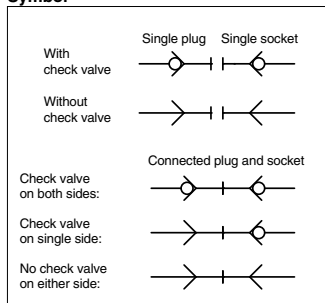 Symbol
Single plug Single socket
With
check valve
Without
check valve
Connected plug and socket
Check valve
on both sides:
Check valve
on single side:
No check valve
on either side: